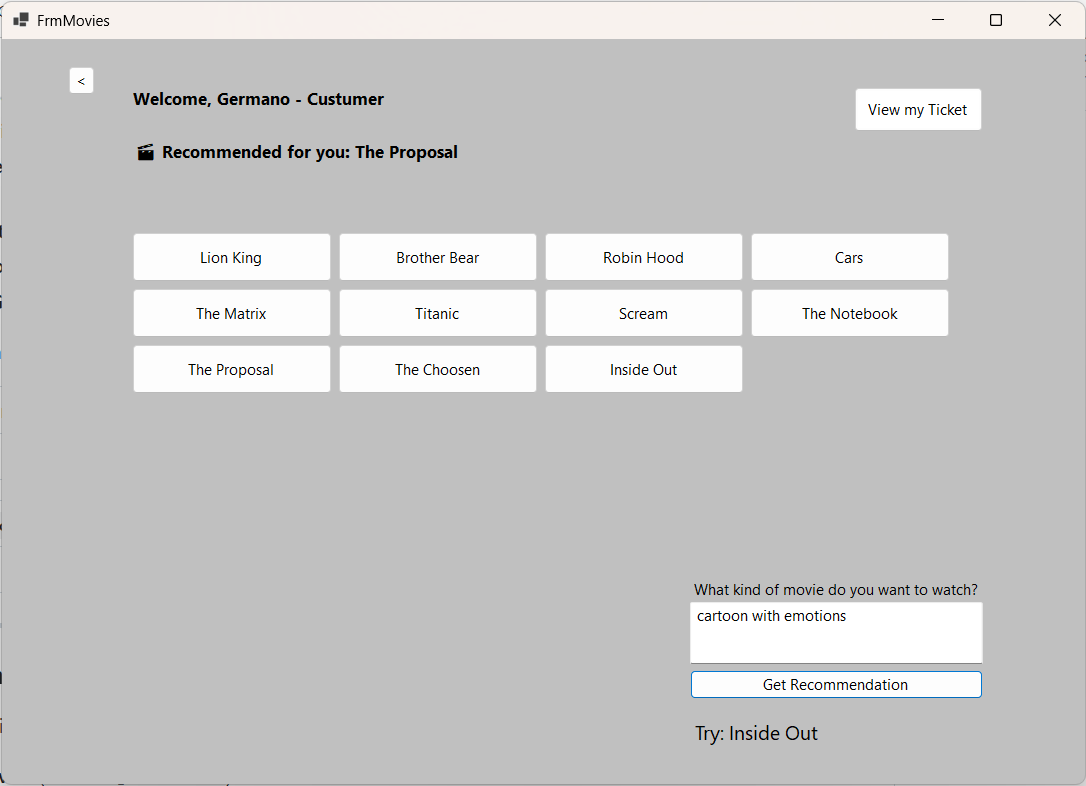 FrmMovies
<
Welcome, Germano - Custumer
View my Ticket
🎬 Recommended for you: The Proposal
Lion King
Brother Bear
Robin Hood
Cars
The Matrix
Titanic
Scream
The Notebook
The Proposal
The Choosen
Inside Out
What kind of movie do you want to watch?
cartoon with emotions
Get Recommendation
Try: Inside Out